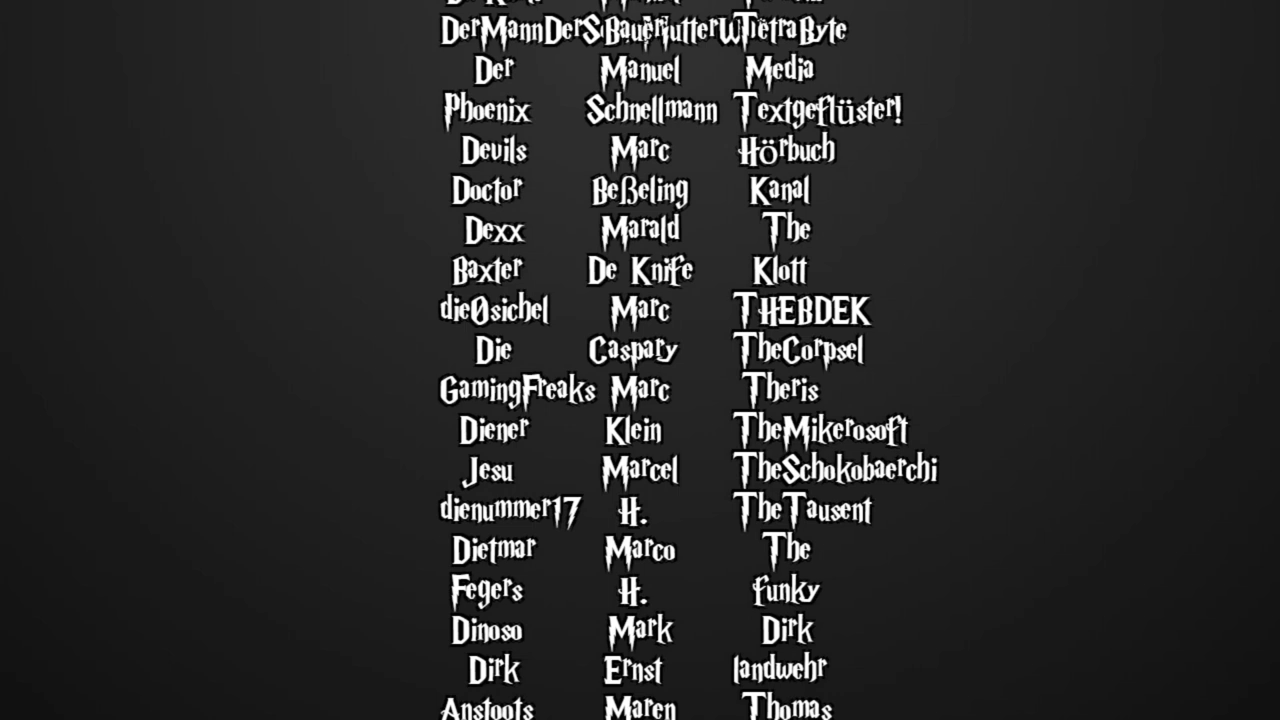 TetraByte
Der Manuel Media
Phoenix Schnellmann Textgeflüster!
Devils Marc Hörbuch
Doctor Beßeling Kanal
Dexx Marald The
Baxter De Knife Klott
die0sichel Marc THEBDEK
Die Caspary TheCorpsel
GamingFreaks Marc Theris
Diener Klein TheMikerosoft
Jesu Marcel TheSchokobaerchi
dienummer17 H. TheTausent
Dietmar Marco The
Fegers H. funky
Dinoso Mark Dirk
Dirk Ernst landwehr
Anstoots Maren Thomas